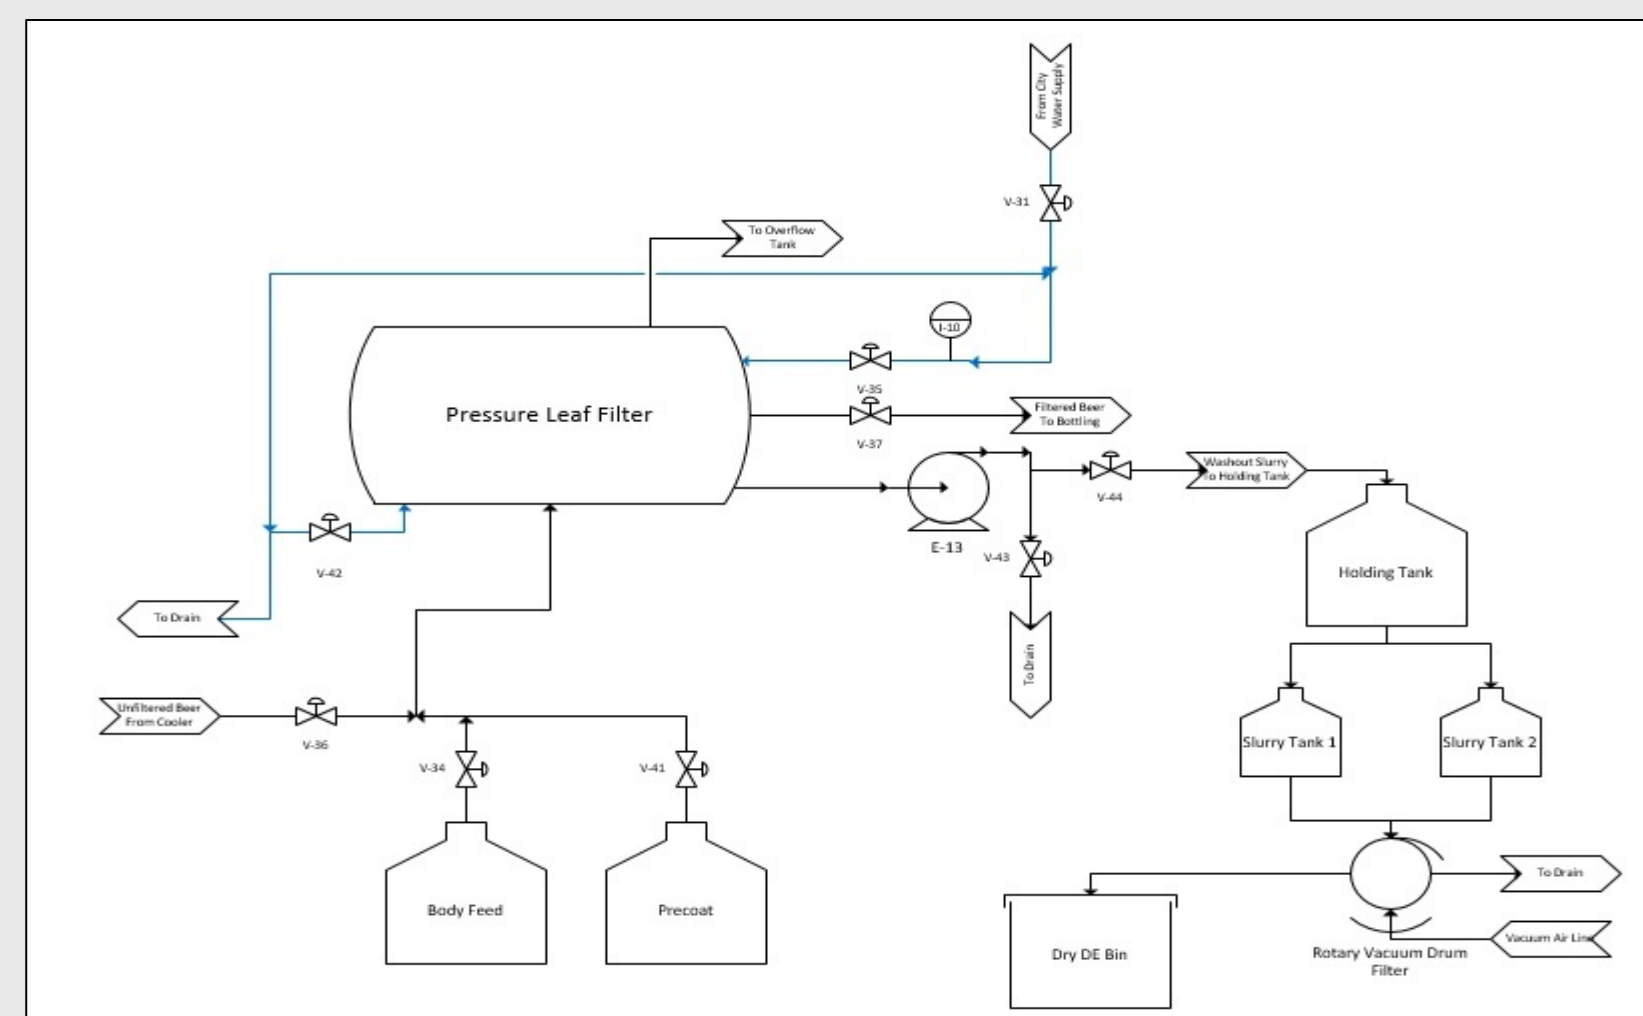 From City
Water Supply
V-31
To Overflow
Tank
I-10
V-35
Pressure Leaf Filter
Filtered Beer
To Bottling
V-37
Washout Slurry
To Holding Tank
V-44
E-13
V-43
V-42
Holding Tank
To Drain
To Drain
Unfiltered Beer
From Cooler
V-36
Slurry Tank 1
Slurry Tank 2
V-34
V-41
To Drain
Body Feed
Precoat
Vacuum Air Line
Dry DE Bin
Rotary Vacuum Drum
Filter